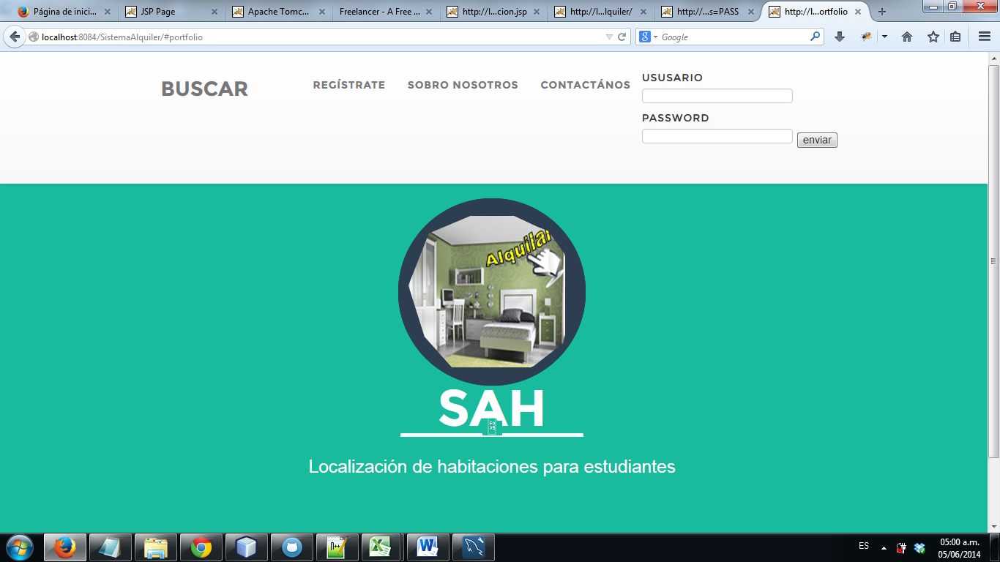 Página de inici...
JSP Page
Apache Tomc...
Freelancer - A Free ...
http://l...cion.jsp
http://l...lquiler/
http://...s=PASS
http://l...ortfolio
localhost:8084/SistemaAlquiler/#portfolio
Google
BUSCAR
REGÍSTRATE
SOBRO NOSOTROS
CONTACTÁNOS
USUSARIO
PASSWORD
enviar
Alquilar
SAH
F0
05
Localización de habitaciones para estudiantes
ES
05:00 a.m.
05/06/2014